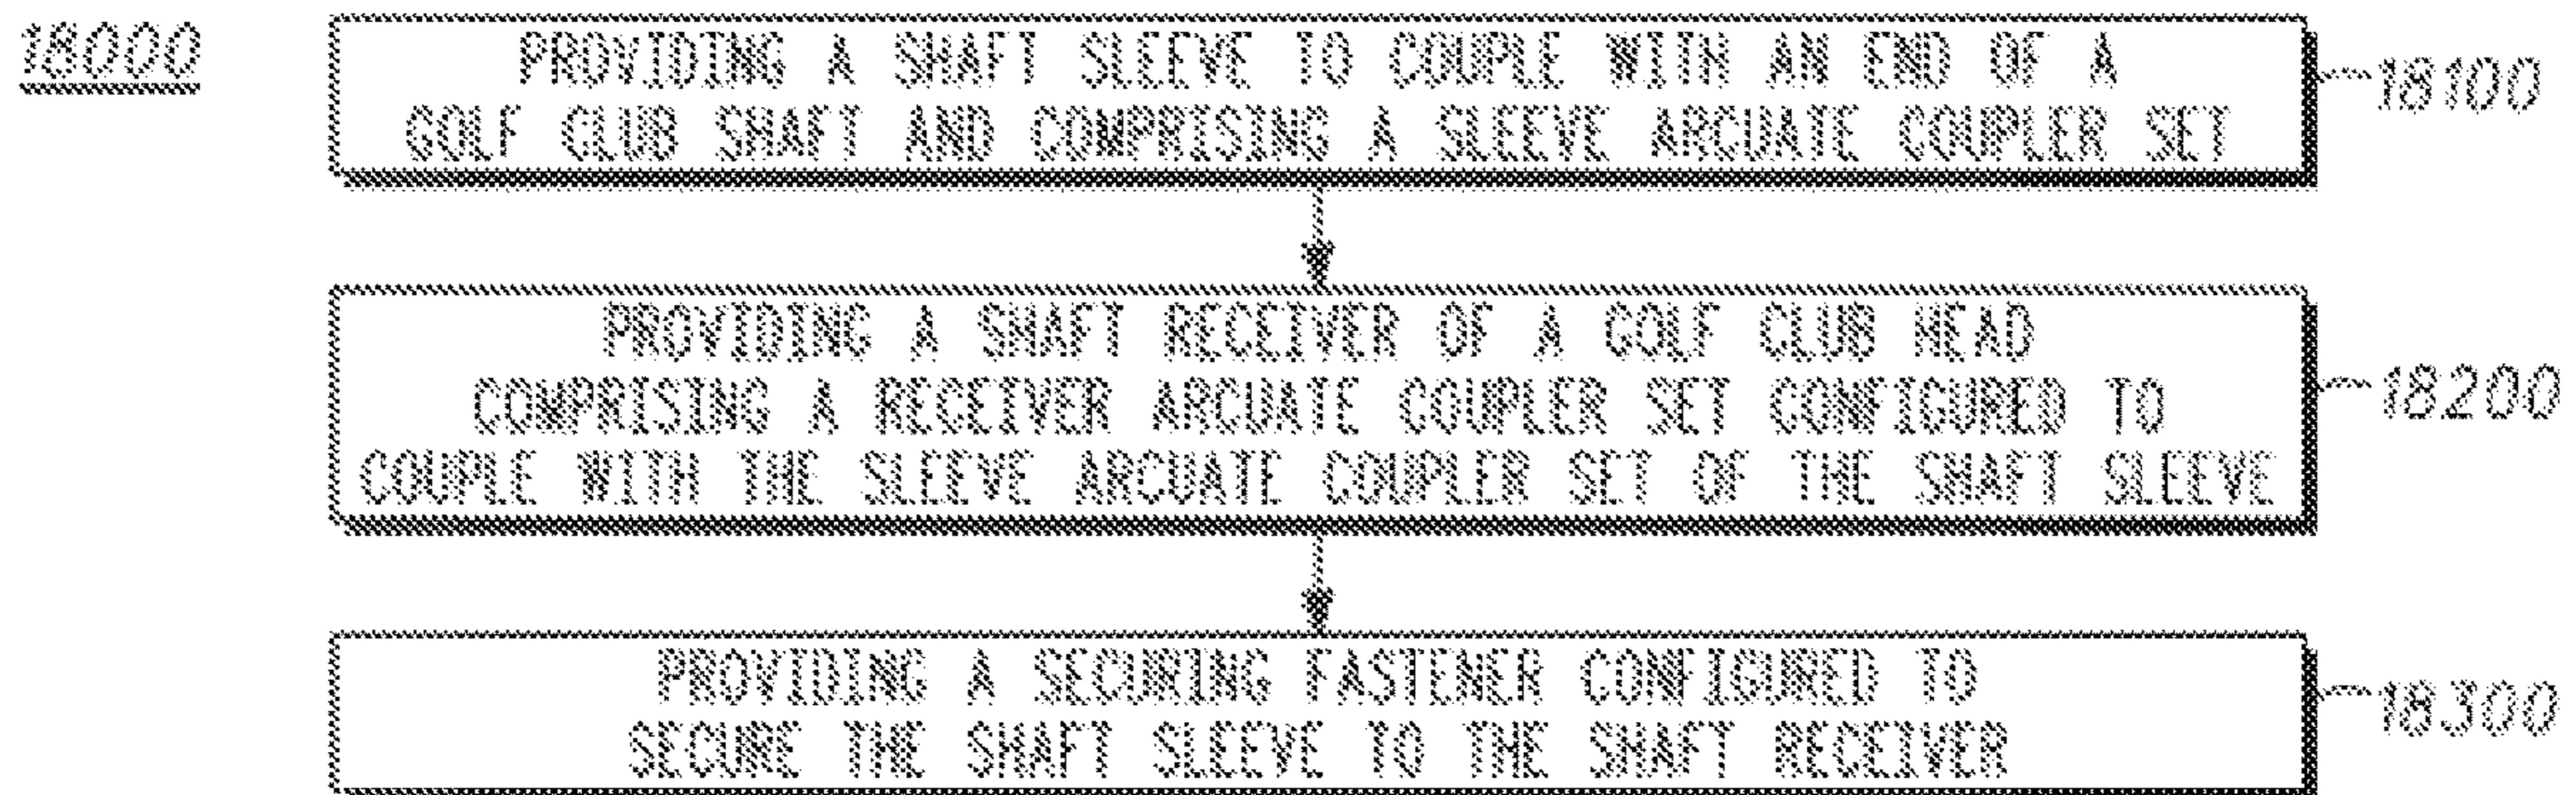 18000
PROVIDING A SHAFT SLEEVE TO COUPLE WITH AN END OF A
GOLF CLUB SHAFT AND COMPRISING A SLEEVE ARCUATE COUPLER SET
18100
PROVIDING A SHAFT RECEIVER OF A GOLF CLUB HEAD
COMPRISING A RECEIVER ARCUATE COUPLER SET CONFIGURED TO
COUPLE WITH THE SLEEVE ARCUATE COUPLER SET OF THE SHAFT SLEEVE
18200
PROVIDING A SECURING FASTENER CONFIGURED TO
SECURE THE SHAFT SLEEVE TO THE SHAFT RECEIVER
18300